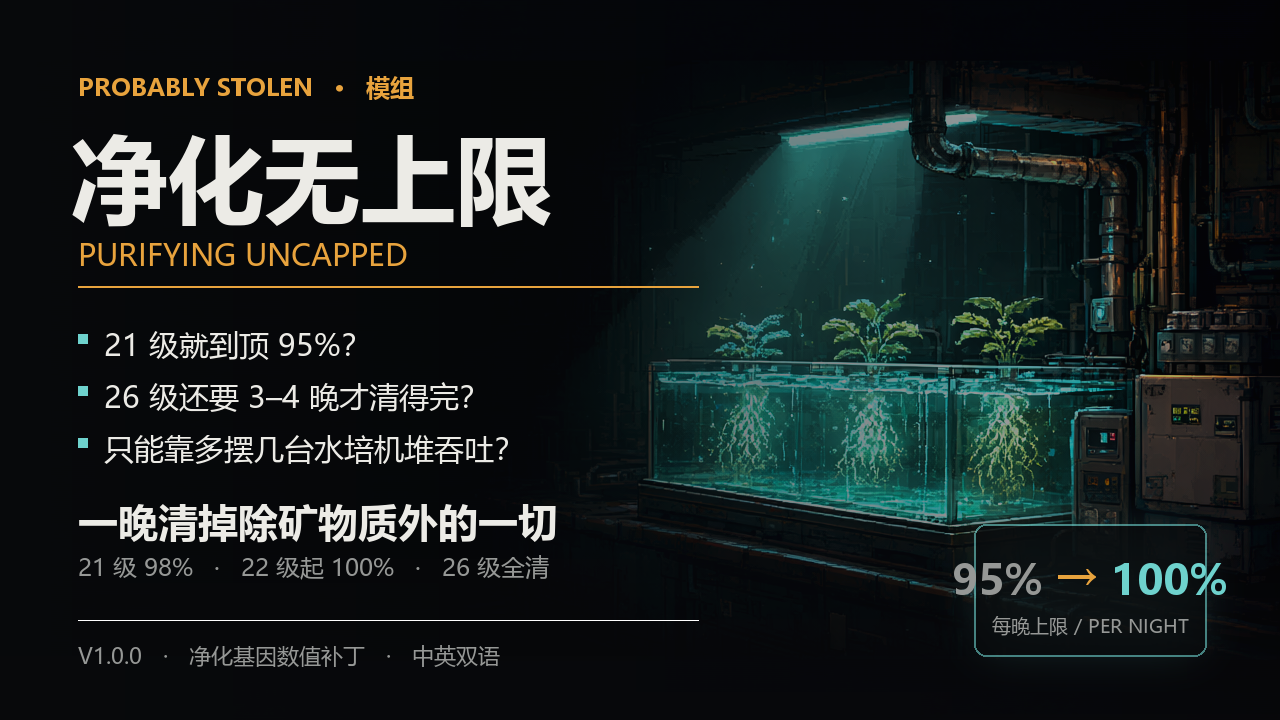 PROBABLY STOLEN · 模组
净化无上限
PURIFYING UNCAPPED
21 级就到顶 95%?
26 级还要 3–4 晚才清得完?
只能靠多摆几台水培机堆吞吐?
一晚清掉除矿物质外的一切
21 级 98% · 22 级起 100% · 26 级全清
95% → 100%
每晚上限 / PER NIGHT
V1.0.0 · 净化基因数值补丁 · 中英双语